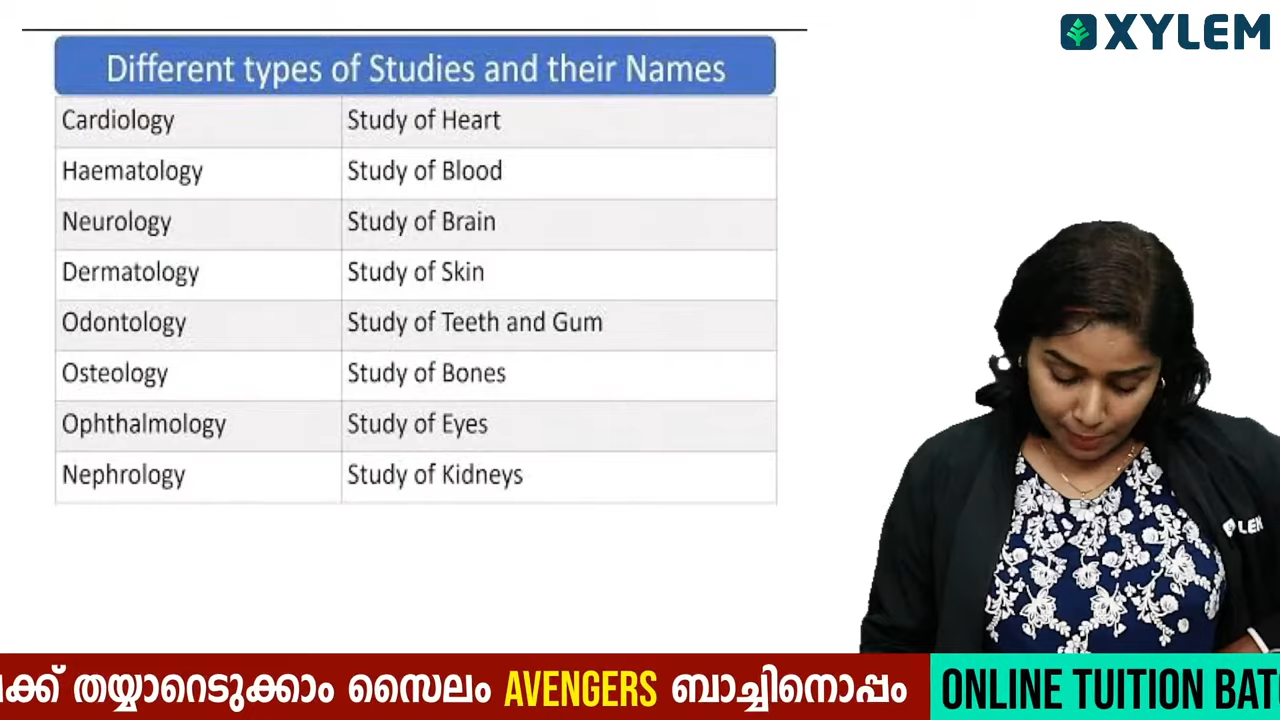 XYLEM
Different types of Studies and their Names
Cardiology Study of Heart
Haematology Study of Blood
Neurology Study of Brain
Dermatology Study of Skin
Odontology Study of Teeth and Gum
Osteology Study of Bones
Ophthalmology Study of Eyes
Nephrology Study of Kidneys
LEM
തയ്യാറെടുക്കാം സൈലം AVENGERS ബാച്ചിനൊപ്പം ONLINE TUITION BAT